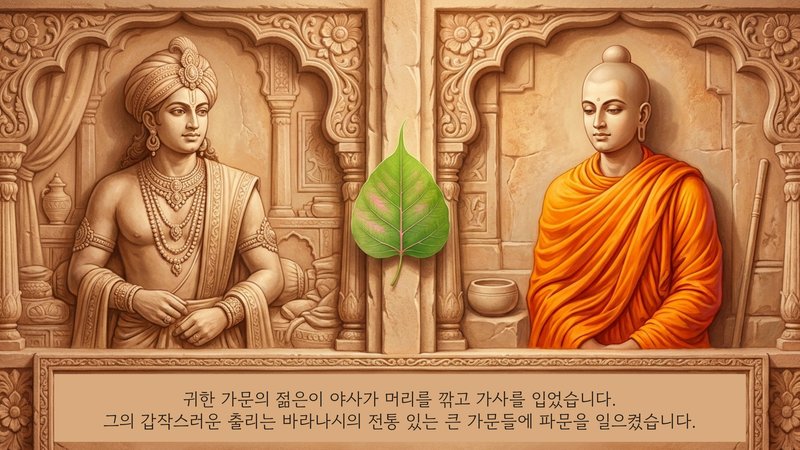 귀한 가문의 젊은이 야사가 머리를 깎고 가사를 입었습니다.
그의 갑작스러운 출리는 바라나시의 전통 있는 큰 가문들에 파문을 일으켰습니다.